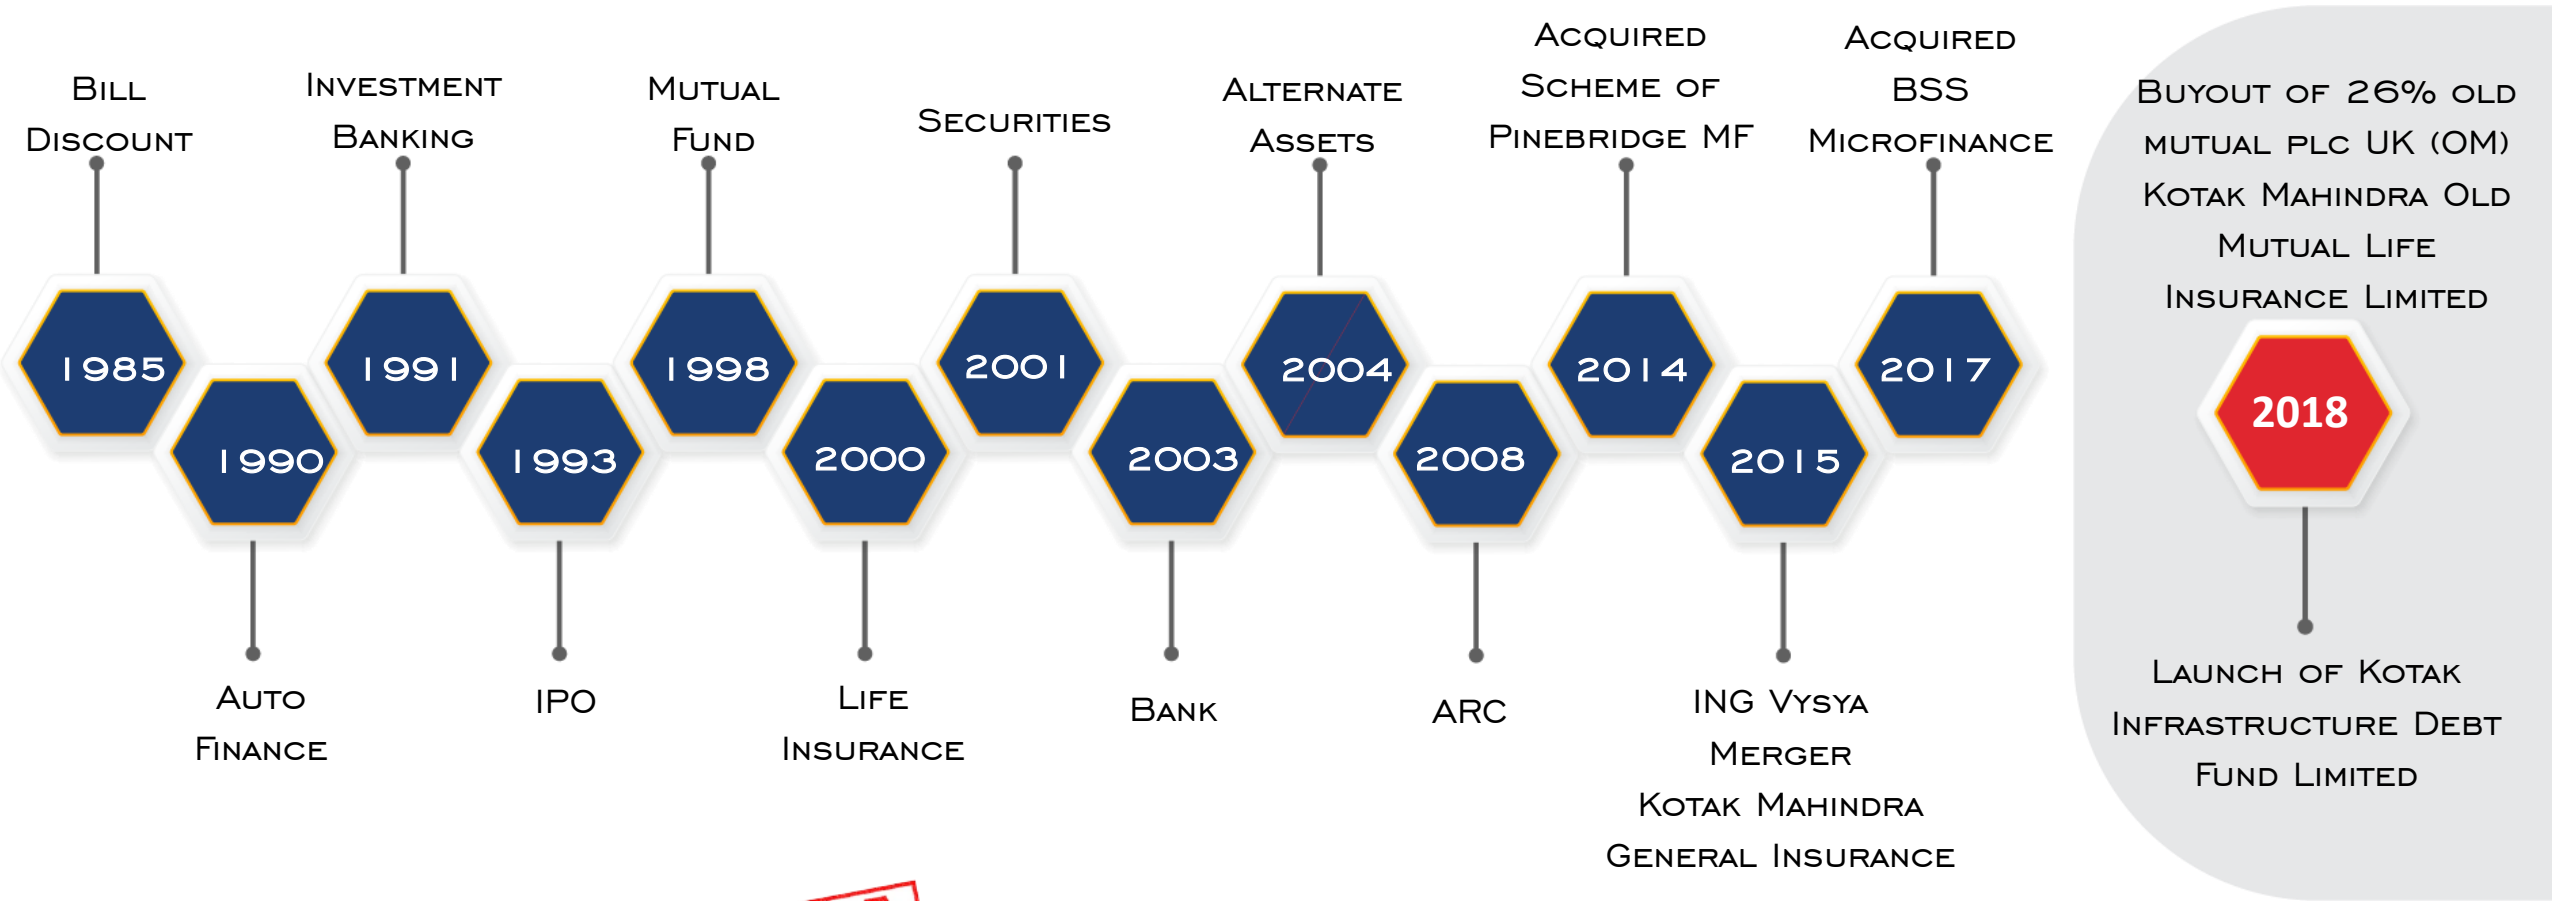 Bill
Discount
Investment
Banking
Mutual
Fund
Securities
Alternate
Assets
Acquired
Scheme of
Pinebridge MF
Acquired
BSS
Microfinance
Buyout of 26% old
mutual plc UK (OM)
Kotak Mahindra Old
Mutual Life
Insurance Limited
1985
1990
1991
1993
1998
2000
2001
2003
2004
2008
2014
2015
2017
2018
Auto
Finance
IPO
Life
Insurance
Bank
ARC
ING Vysya
Merger
Kotak Mahindra
General Insurance
Launch of Kotak
Infrastructure Debt
Fund Limited